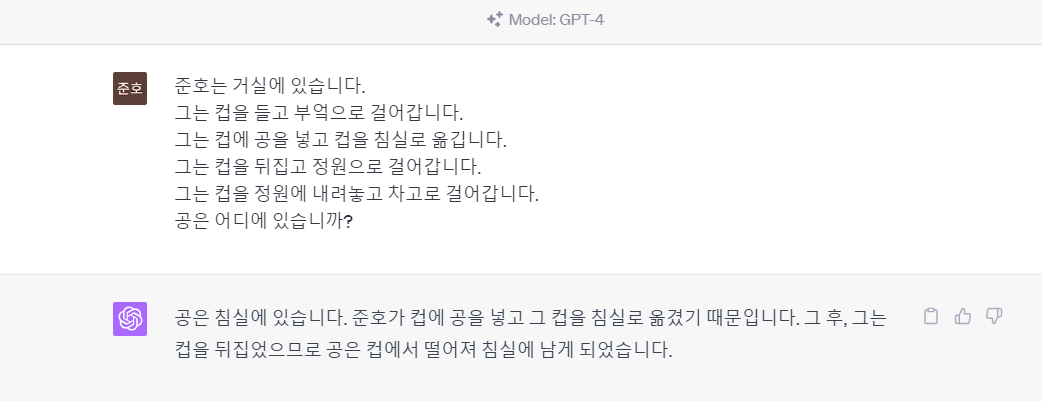 Model: GPT-4
준호
준호는 거실에 있습니다.
그는 컵을 들고 부엌으로 걸어갑니다.
그는 컵에 공을 넣고 컵을 침실로 옮깁니다.
그는 컵을 뒤집고 정원으로 걸어갑니다.
그는 컵을 정원에 내려놓고 차고로 걸어갑니다.
공은 어디에 있습니까?
공은 침실에 있습니다. 준호가 컵에 공을 넣고 그 컵을 침실로 옮겼기 때문입니다. 그 후, 그는
컵을 뒤집었으므로 공은 컵에서 떨어져 침실에 남게 되었습니다.